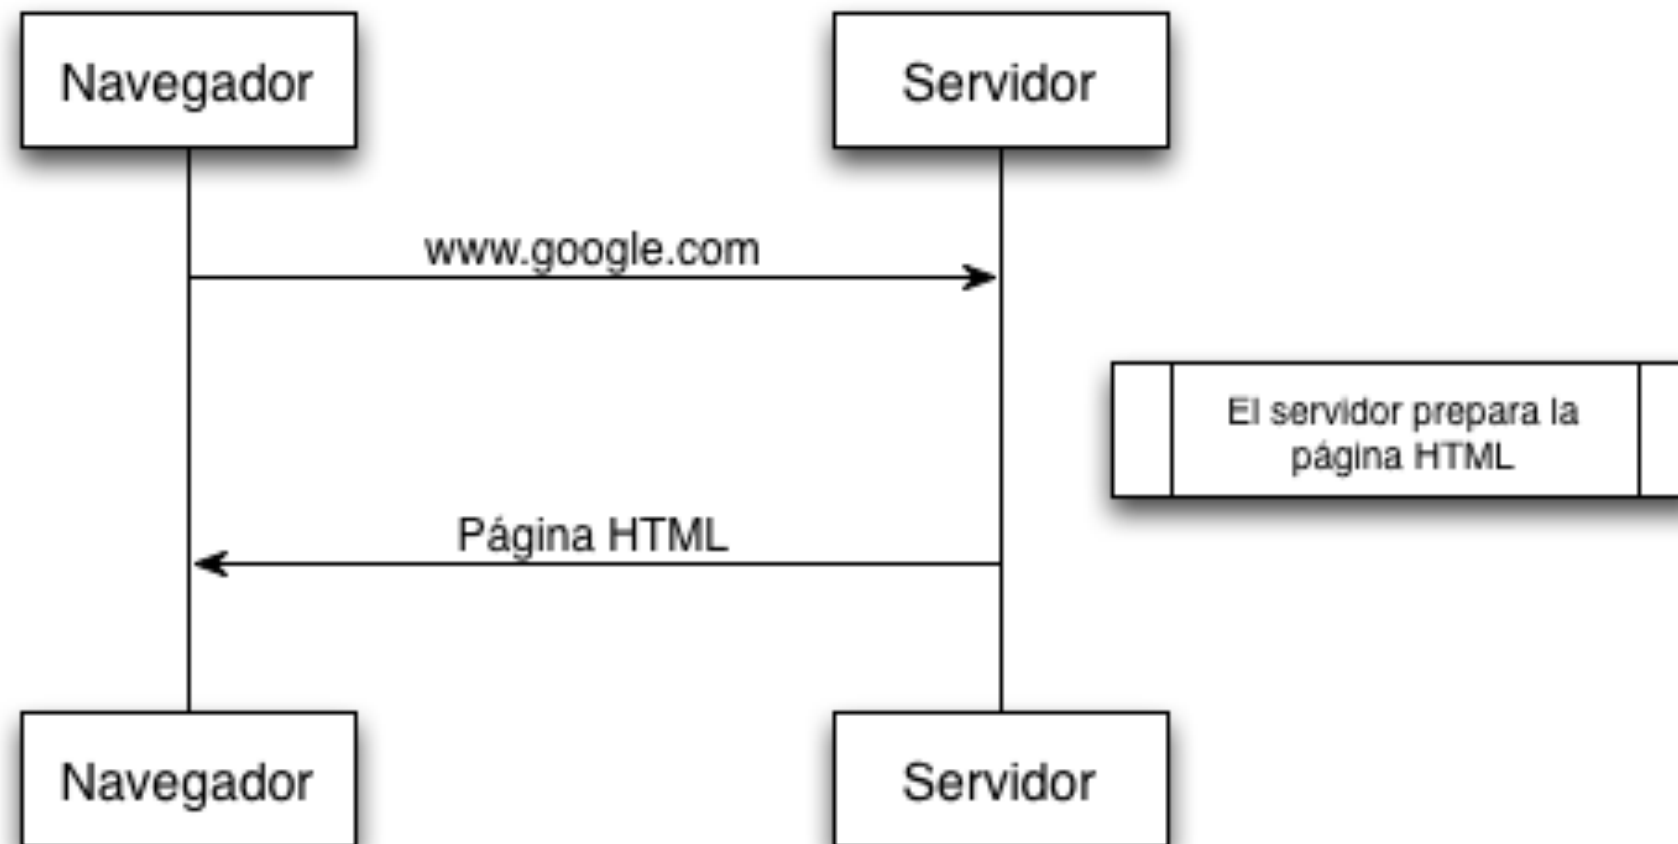 Navegador
Servidor
www.google.com
El servidor prepara la
página HTML
Página HTML
Navegador
Servidor